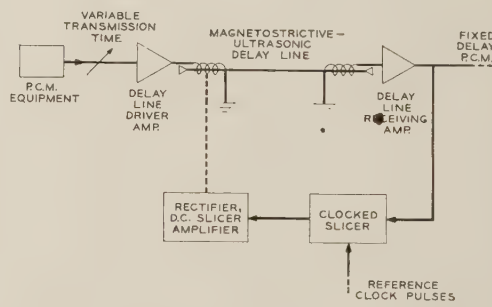 VARIABLE
TRANSMISSION
TIME
MAGNETOSTRICTIVE-
ULTRASONIC
DELAY LINE
FIXED
DELAY
P.C.M.
P.C.M.
EQUIPMENT
DELAY
LINE
DRIVER
AMP.
DELAY
LINE
RECEIVING
AMP.
RECTIFIER,
D.C. SLICER
AMPLIFIER
CLOCKED
SLICER
REFERENCE
CLOCK PULSES